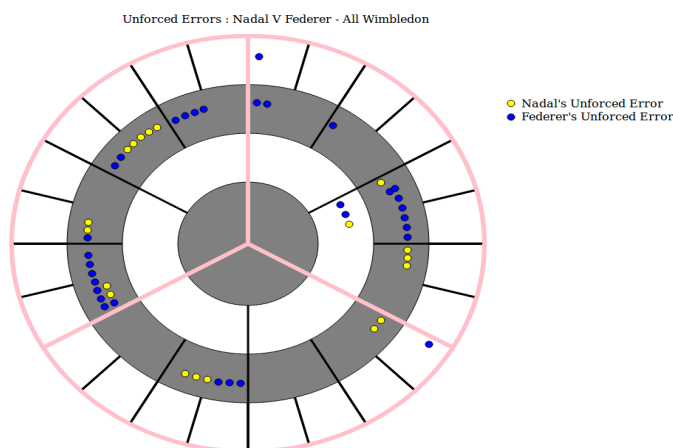 Unforced Errors : Nadal V Federer - All Wimbledon
Nadal's Unforced Error
Federer's Unforced Error